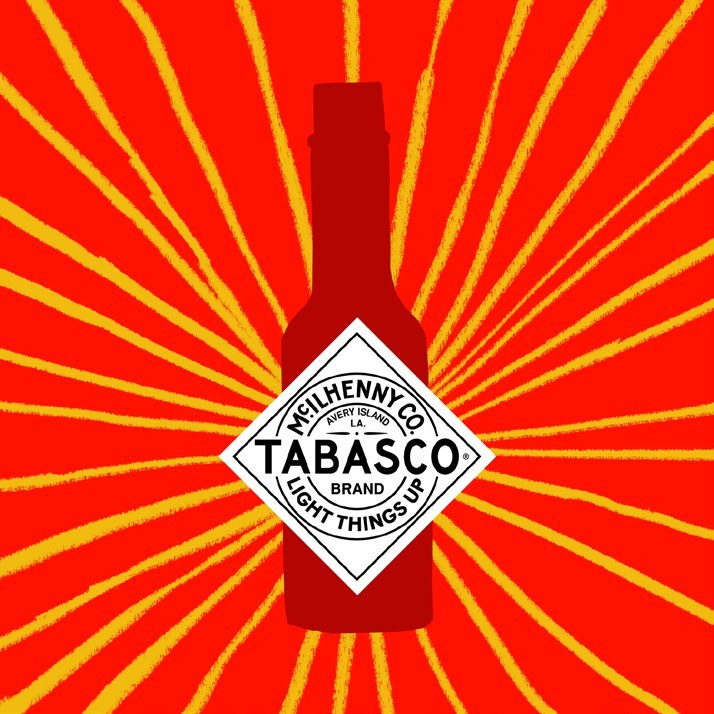 McILHENNY CO.
AVERY ISLAND
LA.
TABASCO®
BRAND
LIGHT THINGS UP